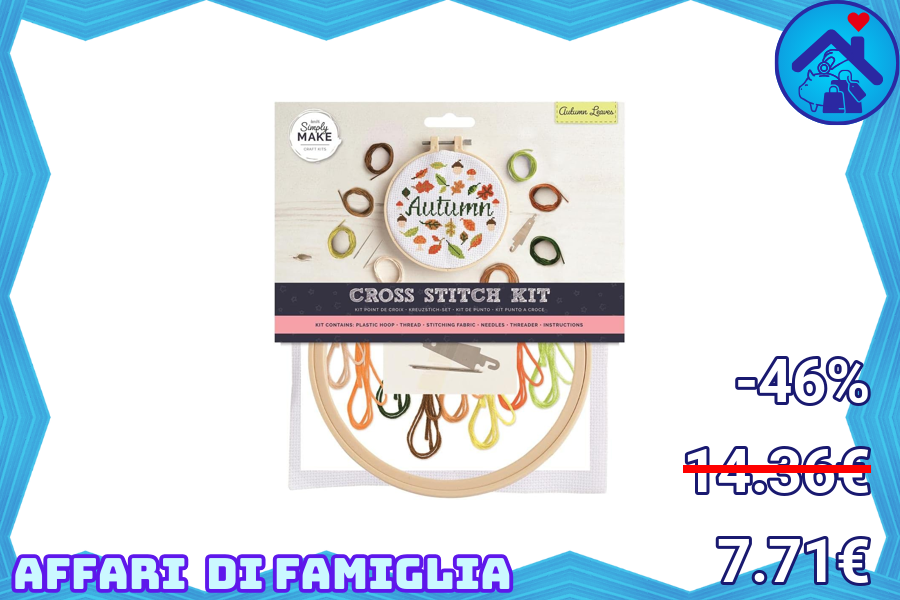 Simply
MAKE
CRAFT KITS
Autumn Leaves
Autumn
CROSS STITCH KIT
KIT POINT DE CROIX • KREUZSTICH-SET • KIT DE PUNTO • KIT PUNTO A CROCE
KIT CONTAINS: PLASTIC HOOP • THREAD • STITCHING FABRIC • NEEDLES • THREADER • INSTRUCTIONS
-46%
14.36€
7.71€
AFFARI DI FAMIGLIA